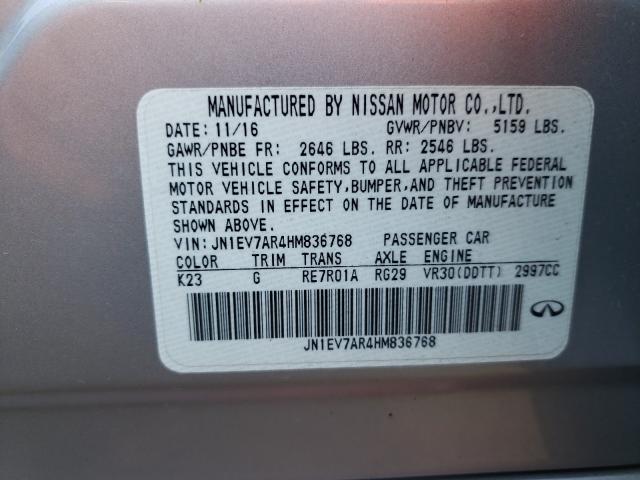 MANUFACTURED BY NISSAN MOTOR CO.,LTD.
DATE: 11/16 GVWR/PNBV: 5159 LBS.
GAWR/PNBE FR: 2646 LBS. RR: 2546 LBS.
THIS VEHICLE CONFORMS TO ALL APPLICABLE FEDERAL
MOTOR VEHICLE SAFETY,BUMPER,AND THEFT PREVENTION
STANDARDS IN EFFECT ON THE DATE OF MANUFACTURE
SHOWN ABOVE.
VIN: JN1EV7AR4HM836768 PASSENGER CAR
COLOR TRIM TRANS AXLE ENGINE
K23 G RE7R01A RG29 VR30(DDTT) 2997CC
JN1EV7AR4HM836768